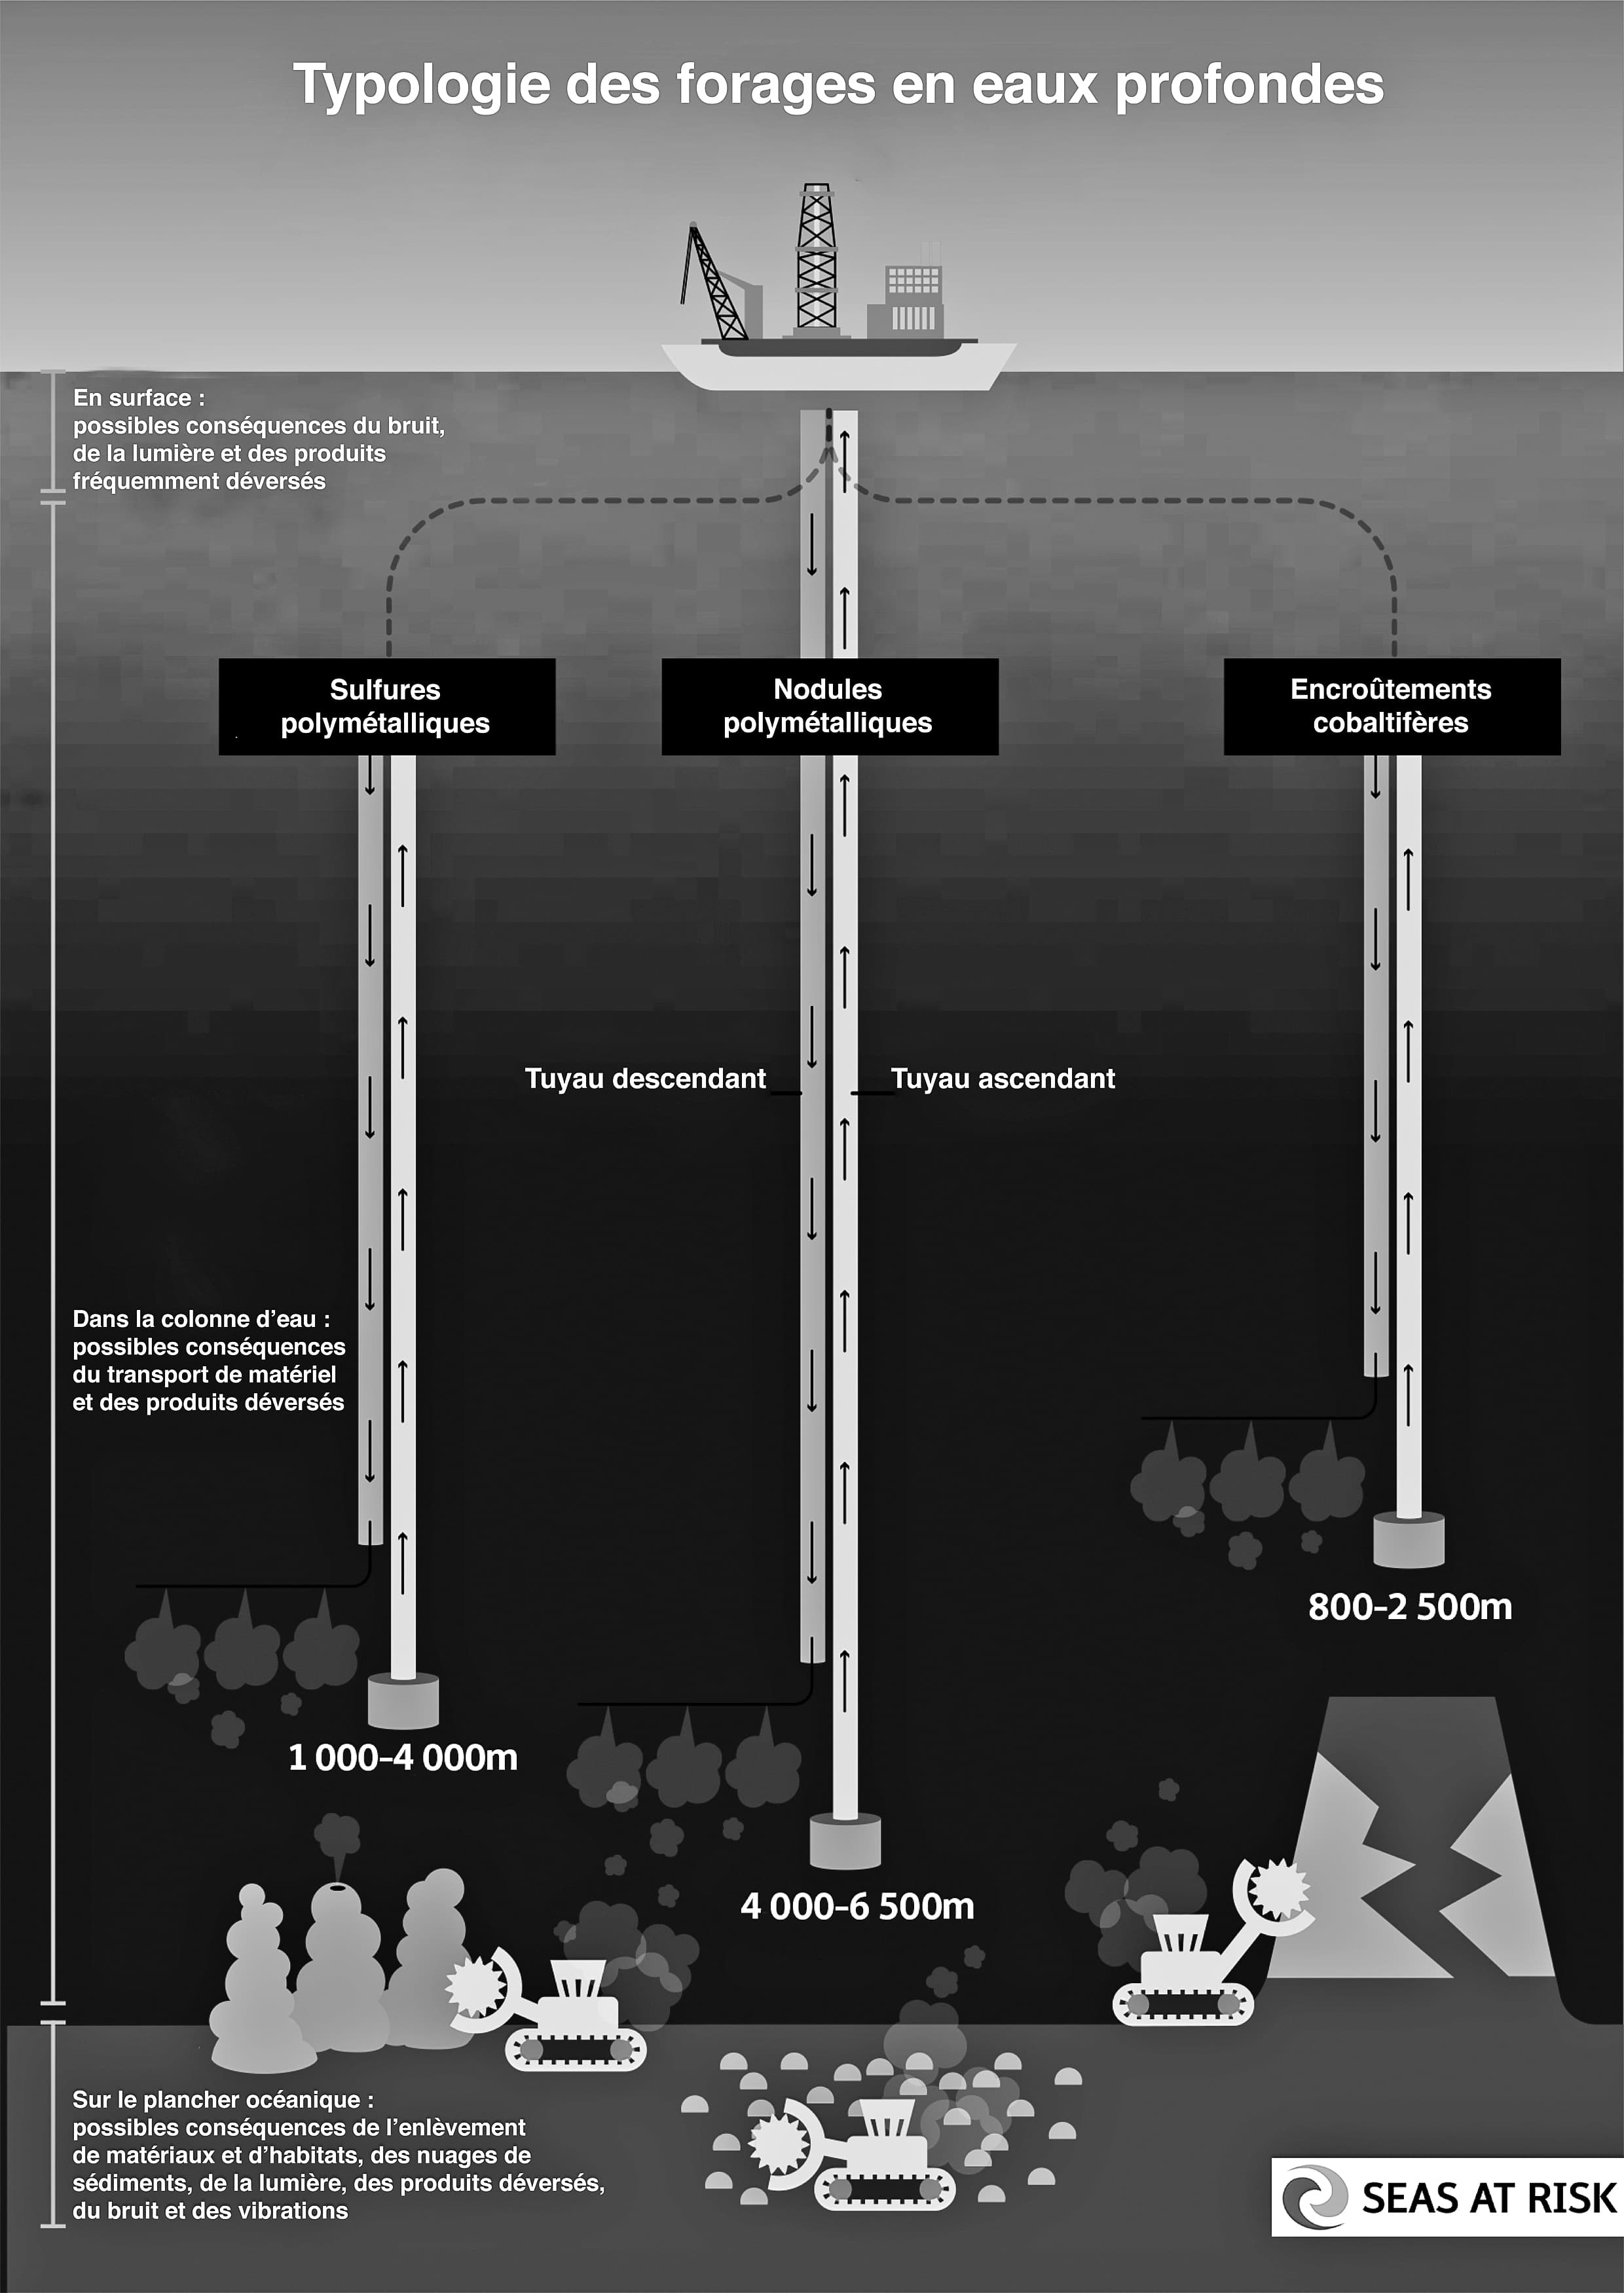 Typologie des forages en eaux profondes
En surface :
possibles conséquences du bruit,
de la lumière et des produits
fréquemment déversés
Sulfures
polymétalliques
Nodules
polymétalliques
Encroûtements
cobaltifères
Tuyau descendant
Tuyau ascendant
Dans la colonne d’eau :
possibles conséquences
du transport de matériel
et des produits déversés
800-2 500m
1 000-4 000m
4 000-6 500m
Sur le plancher océanique :
possibles conséquences de l’enlèvement
de matériaux et d’habitats, des nuages de
sédiments, de la lumière, des produits déversés,
du bruit et des vibrations
SEAS AT RISK